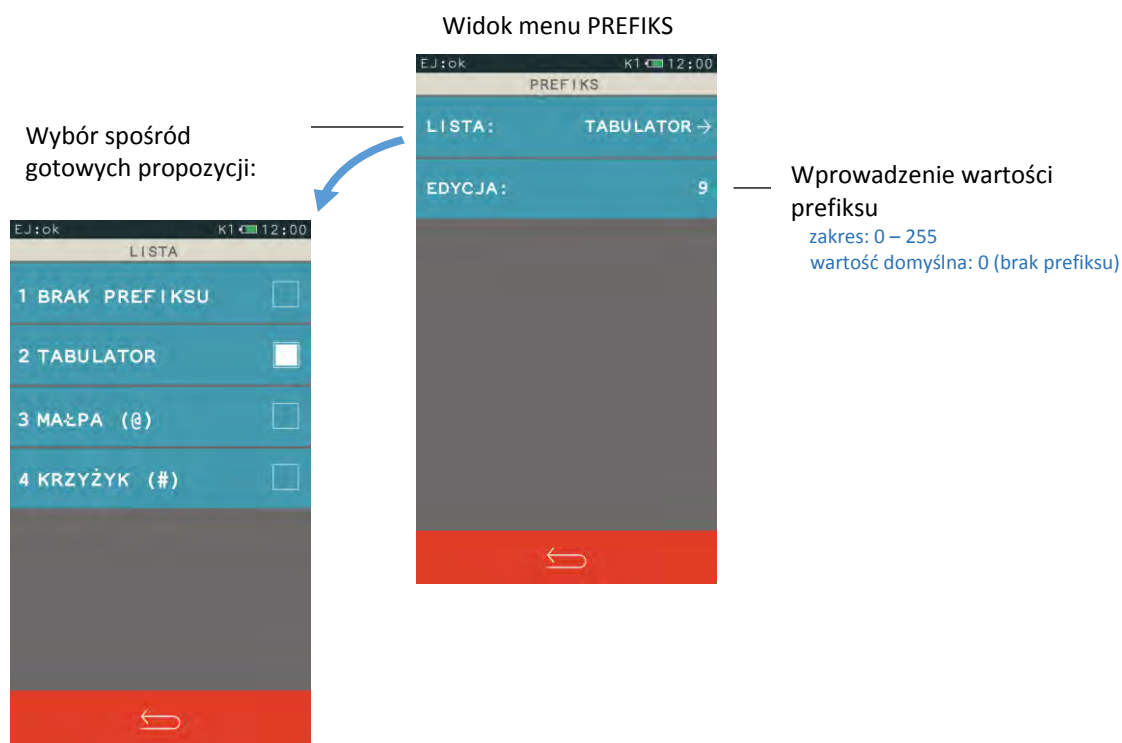 Widok menu PREFIKS
EJ:ok K1 12:00
PREFIKS
LISTA: TABULATOR →
EDYCJA: 9
Wybór spośród
gotowych propozycji:
Wprowadzenie wartości
prefiksu
zakres: 0 – 255
wartość domyślna: 0 (brak prefiksu)
EJ:ok K1 12:00
LISTA
1 BRAK PREFIKSU
2 TABULATOR
3 MAŁPA (@)
4 KRZYŻYK (#)